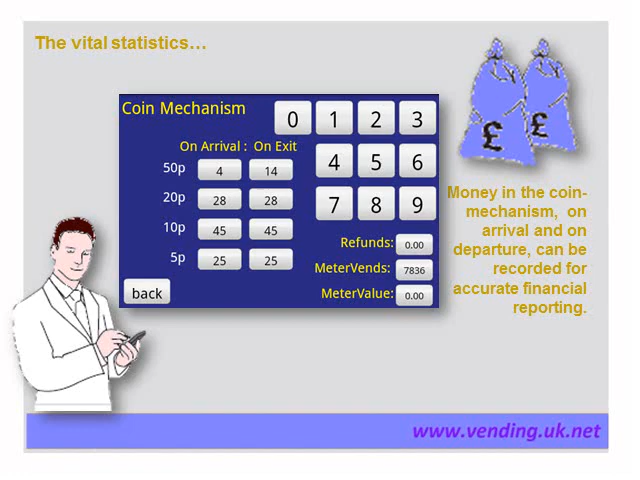 The vital statistics…
Coin Mechanism
0 1 2 3
On Arrival : On Exit
50p 4 14
4 5 6
20p 28 28
7 8 9
10p 45 45
5p 25 25
Refunds: 0.00
MeterVends: 7836
MeterValue: 0.00
back
£ £
Money in the coin-
mechanism, on
arrival and on
departure, can be
recorded for
accurate financial
reporting.
www.vending.uk.net